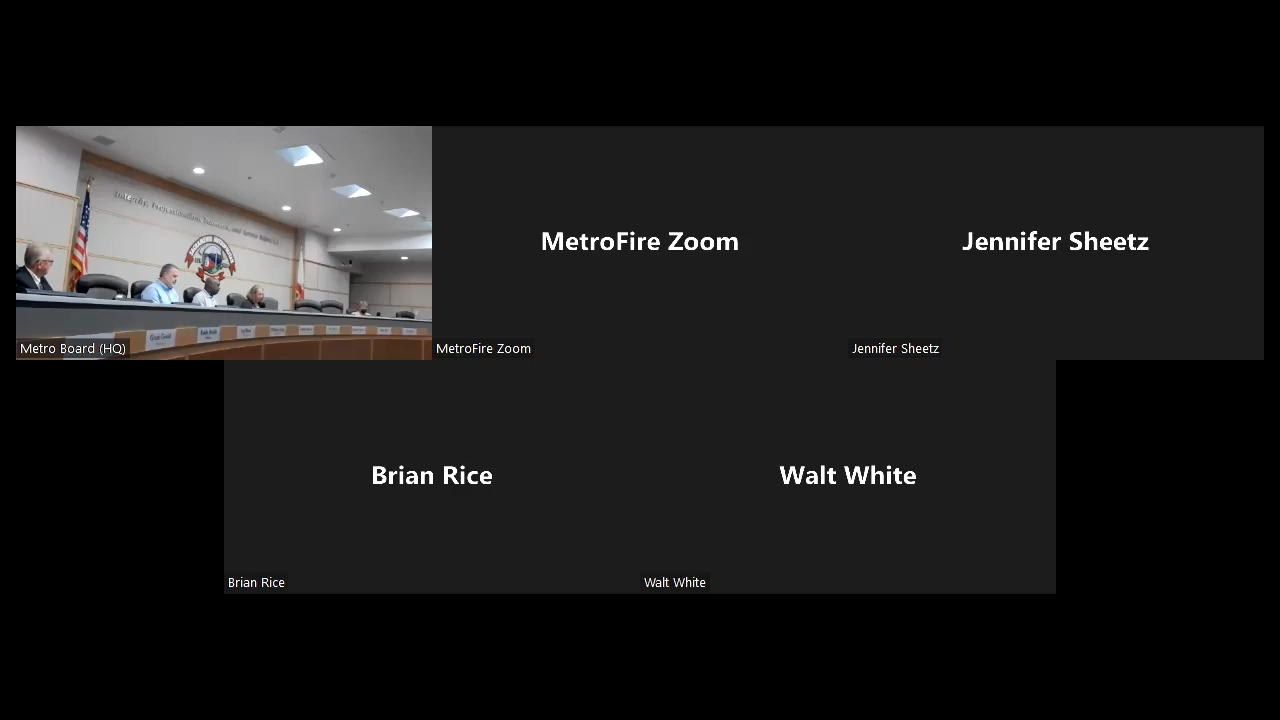 Metro Board (HQ)
MetroFire Zoom
MetroFire Zoom
Jennifer Sheetz
Jennifer Sheetz
Brian Rice
Brian Rice
Walt White
Walt White